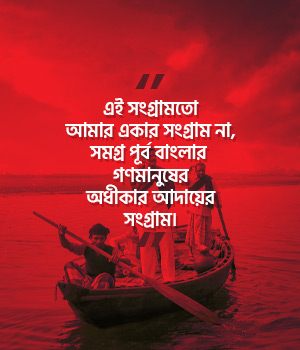 এই সংগ্রামতো
আমার একার সংগ্রাম না,
সমগ্র পূর্ব বাংলার
গণমানুষের
অধীকার আদায়ের
সংগ্রাম।